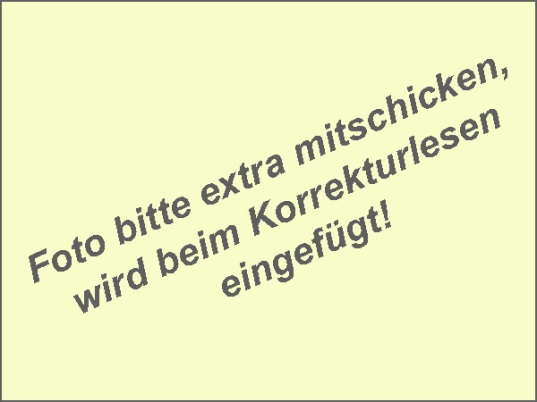 Foto bitte extra mitschicken,
wird beim Korrekturlesen
eingefügt!